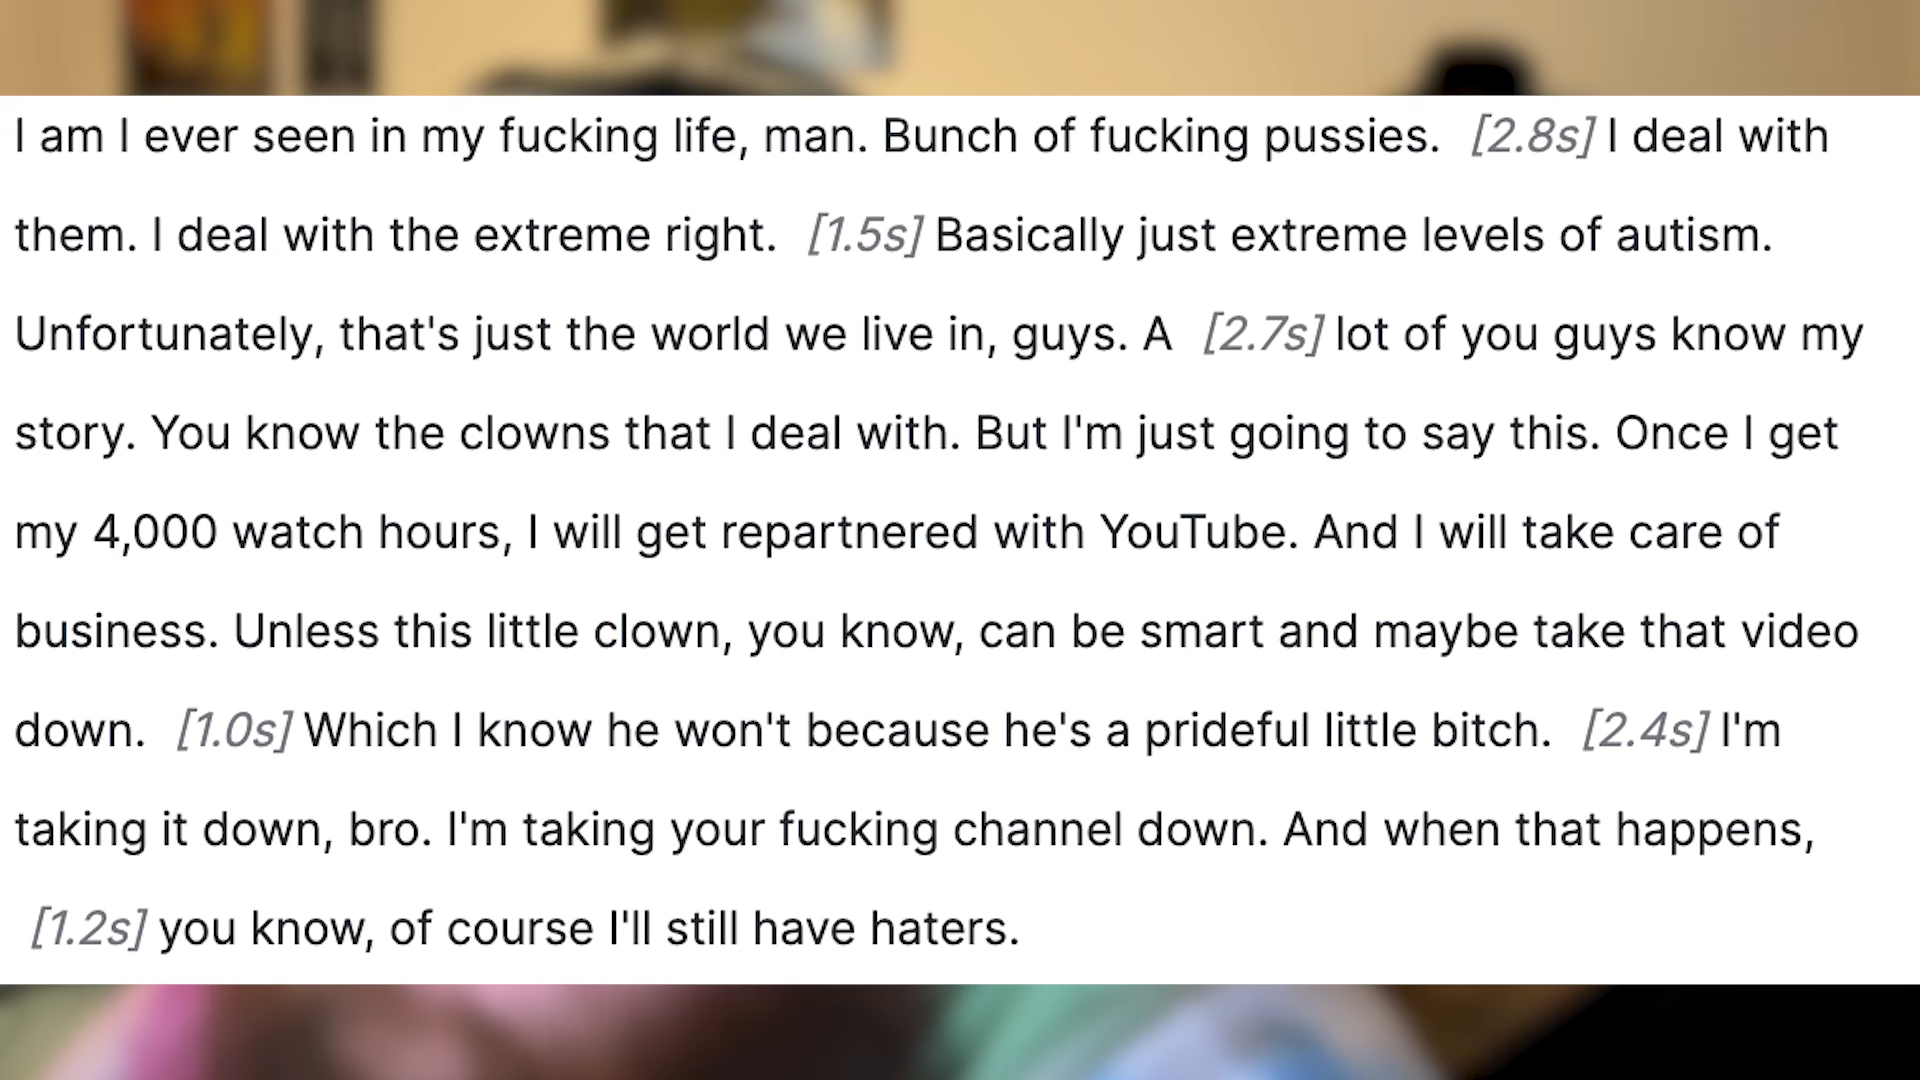 I am I ever seen in my fucking life, man. Bunch of fucking pussies. [2.8s] I deal with
them. I deal with the extreme right. [1.5s] Basically just extreme levels of autism.
Unfortunately, that's just the world we live in, guys. A [2.7s] lot of you guys know my
story. You know the clowns that I deal with. But I'm just going to say this. Once I get
my 4,000 watch hours, I will get repartnered with YouTube. And I will take care of
business. Unless this little clown, you know, can be smart and maybe take that video
down. [1.0s] Which I know he won't because he's a prideful little bitch. [2.4s] I'm
taking it down, bro. I'm taking your fucking channel down. And when that happens,
[1.2s] you know, of course I'll still have haters.